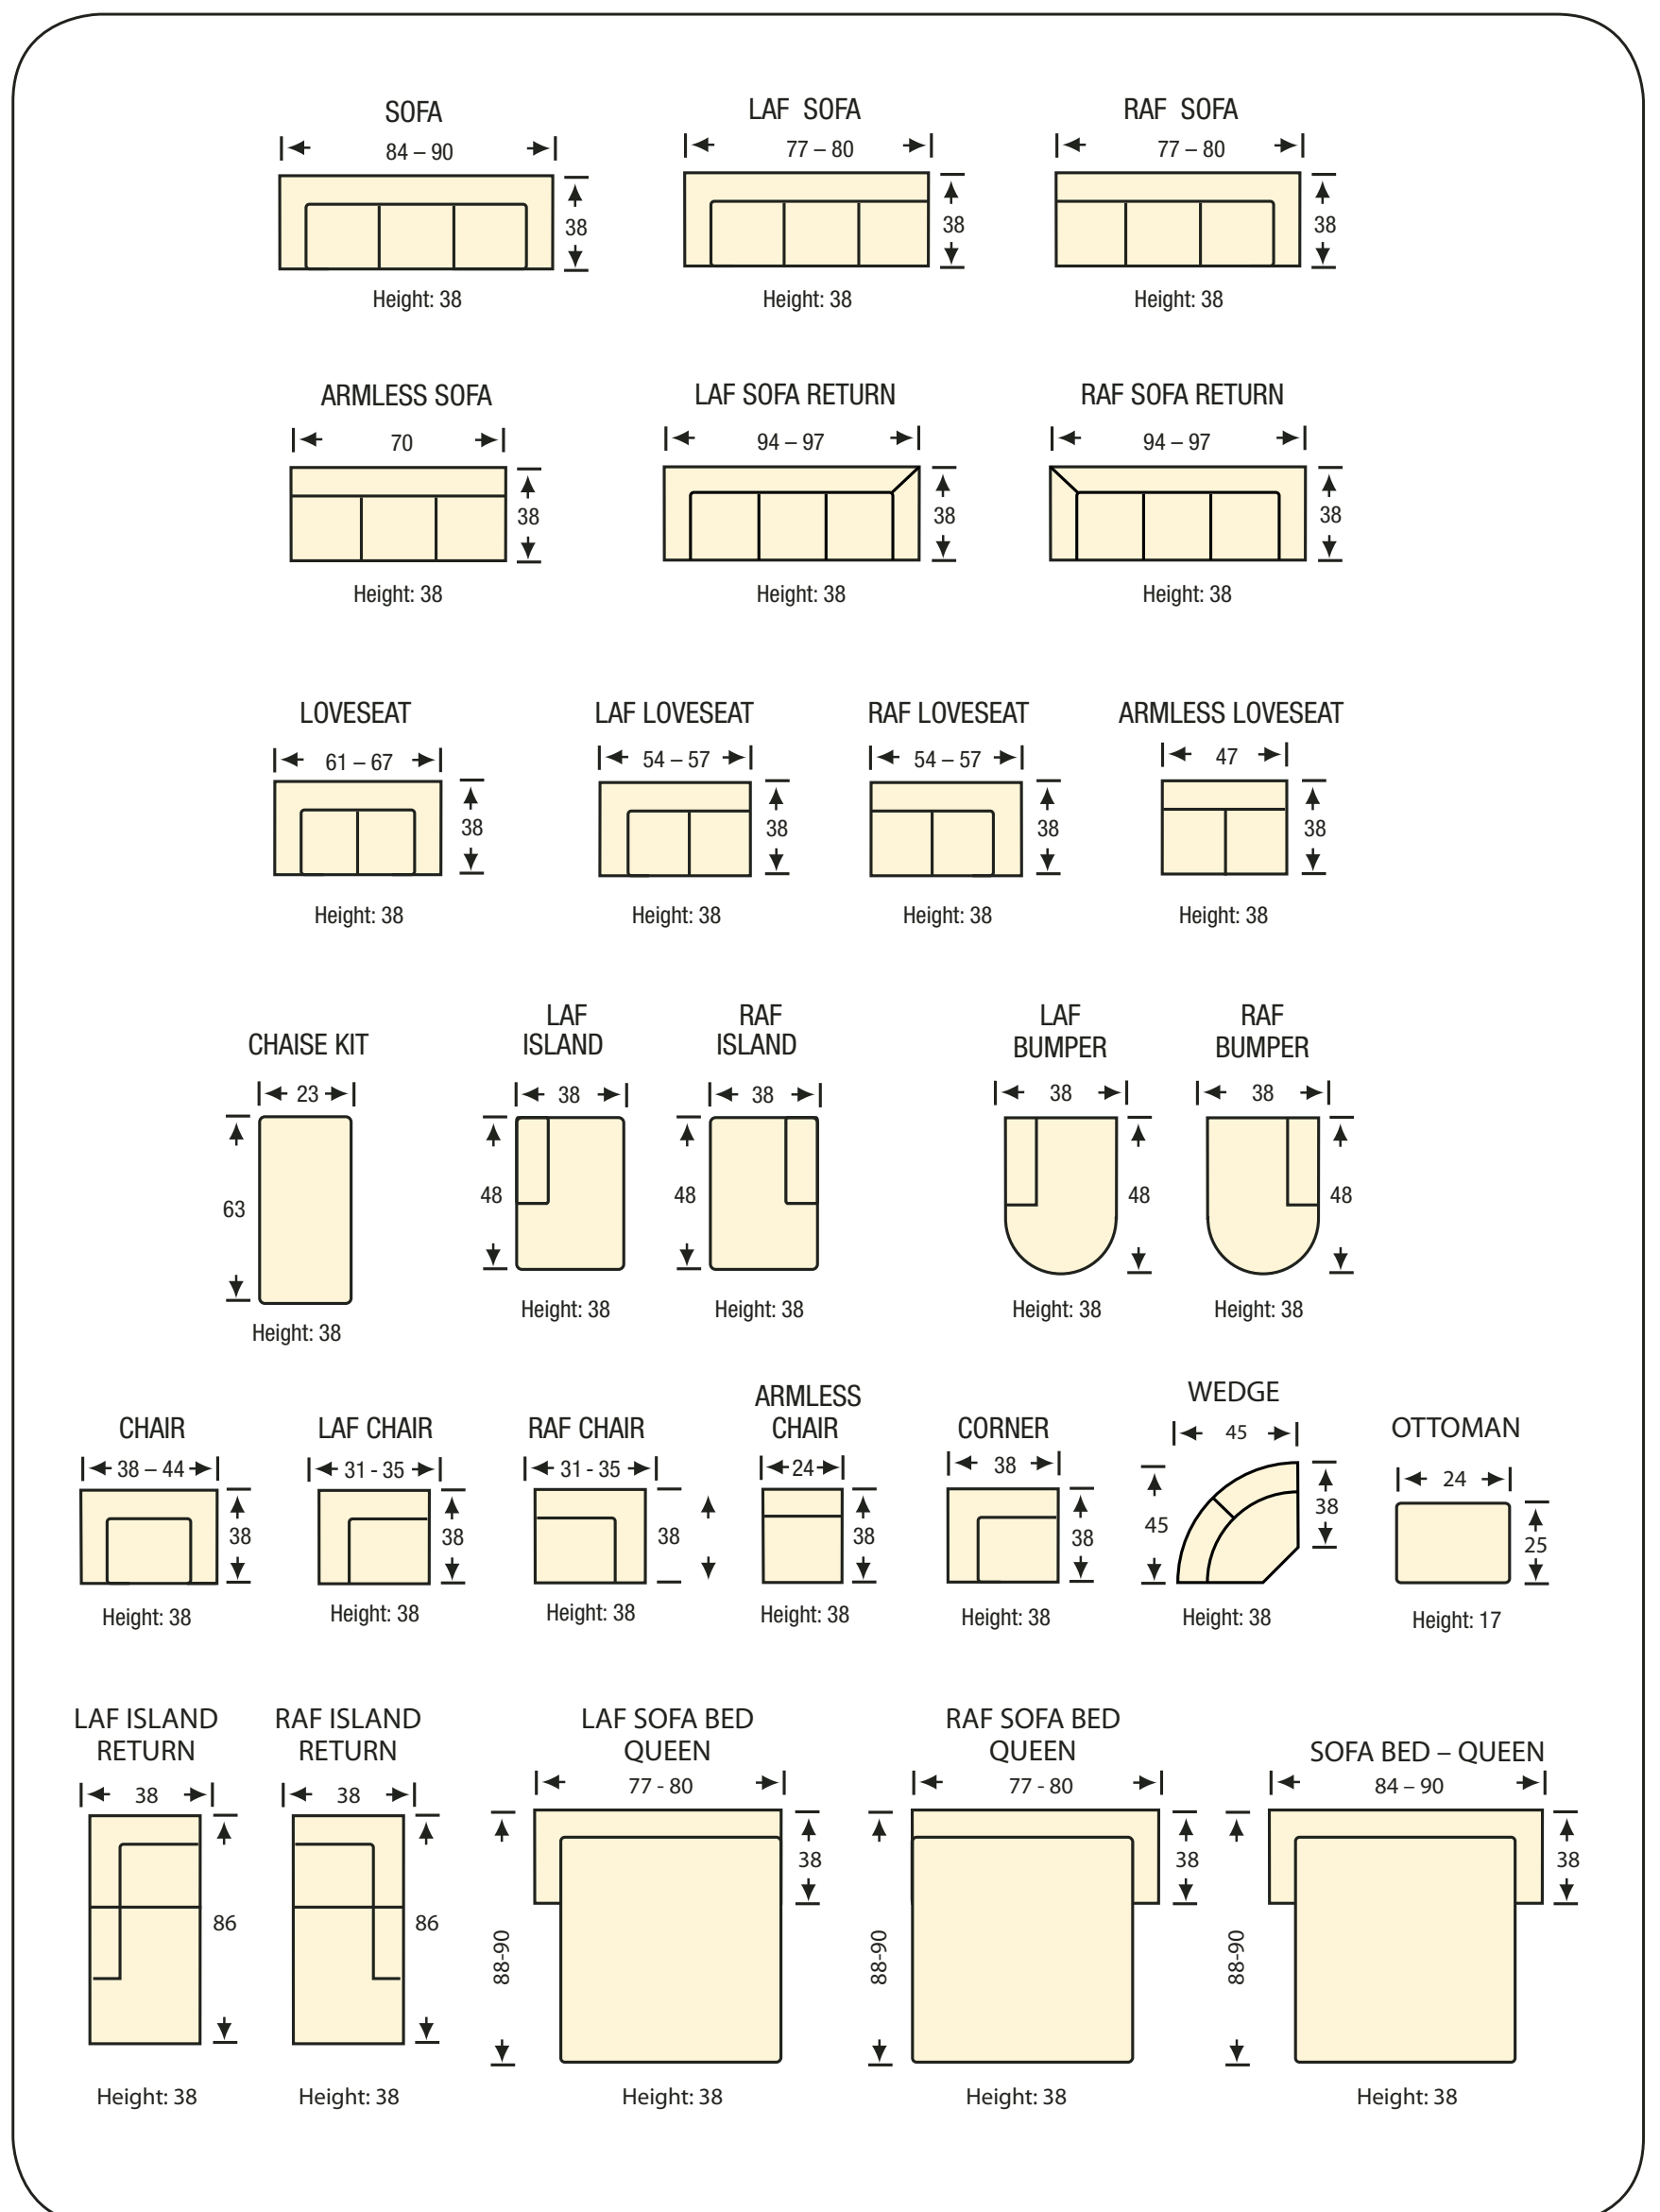 SOFA
84 – 90
38
Height: 38
LAF SOFA
77 – 80
38
Height: 38
RAF SOFA
77 – 80
38
Height: 38
ARMLESS SOFA
70
38
Height: 38
LAF SOFA RETURN
94 – 97
38
Height: 38
RAF SOFA RETURN
94 – 97
38
Height: 38
LOVESEAT
61 – 67
38
Height: 38
LAF LOVESEAT
54 – 57
38
Height: 38
RAF LOVESEAT
54 – 57
38
Height: 38
ARMLESS LOVESEAT
47
38
Height: 38
CHAISE KIT
23
63
Height: 38
LAF
ISLAND
38
48
Height: 38
RAF
ISLAND
38
48
Height: 38
LAF
BUMPER
38
48
Height: 38
RAF
BUMPER
38
48
Height: 38
CHAIR
38 – 44
38
Height: 38
LAF CHAIR
31 - 35
38
Height: 38
RAF CHAIR
31 - 35
38
Height: 38
ARMLESS
CHAIR
24
38
Height: 38
CORNER
38
38
Height: 38
WEDGE
45
45
38
Height: 38
OTTOMAN
24
25
Height: 17
LAF ISLAND
RETURN
38
86
Height: 38
RAF ISLAND
RETURN
38
86
Height: 38
LAF SOFA BED
QUEEN
77 - 80
38
88-90
Height: 38
RAF SOFA BED
QUEEN
77 - 80
38
88-90
Height: 38
SOFA BED – QUEEN
84 – 90
38
88-90
Height: 38